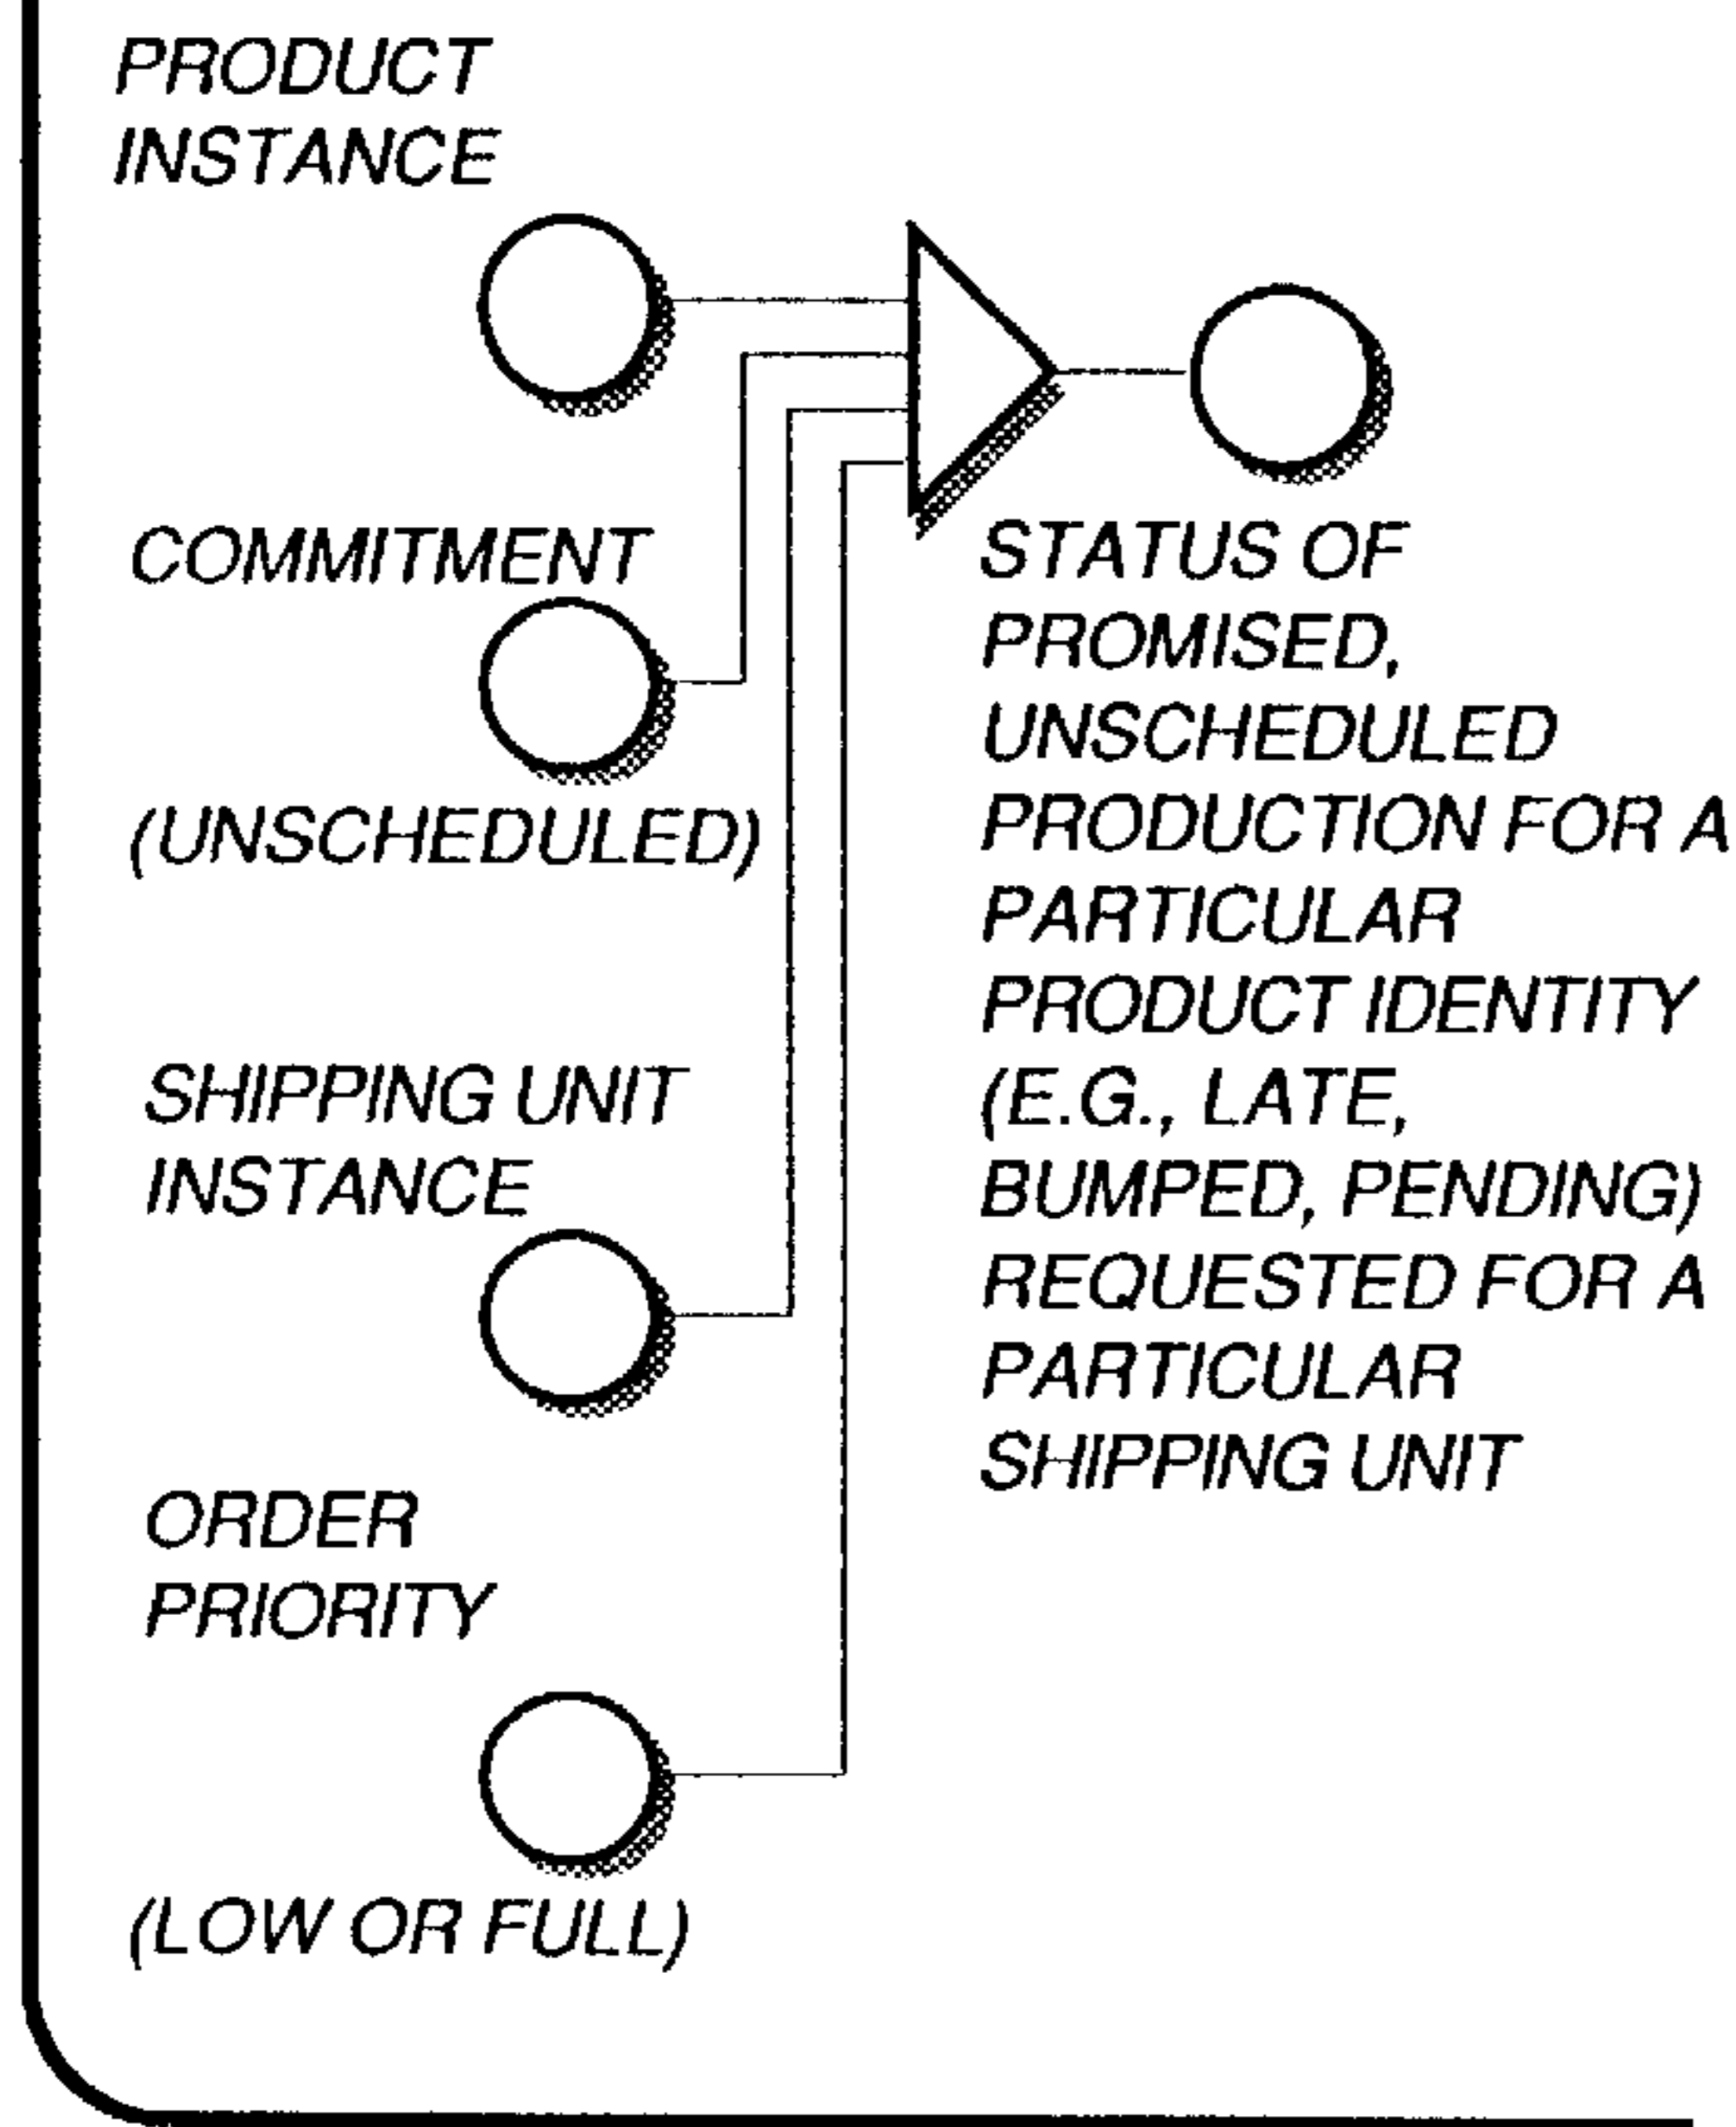 PRODUCT
INSTANCE
COMMITMENT
(UNSCHEDULED)
SHIPPING UNIT
INSTANCE
ORDER
PRIORITY
(LOW OR FULL)
STATUS OF
PROMISED,
UNSCHEDULED
PRODUCTION FOR A
PARTICULAR
PRODUCT IDENTITY
(E.G., LATE,
BUMPED, PENDING)
REQUESTED FOR A
PARTICULAR
SHIPPING UNIT